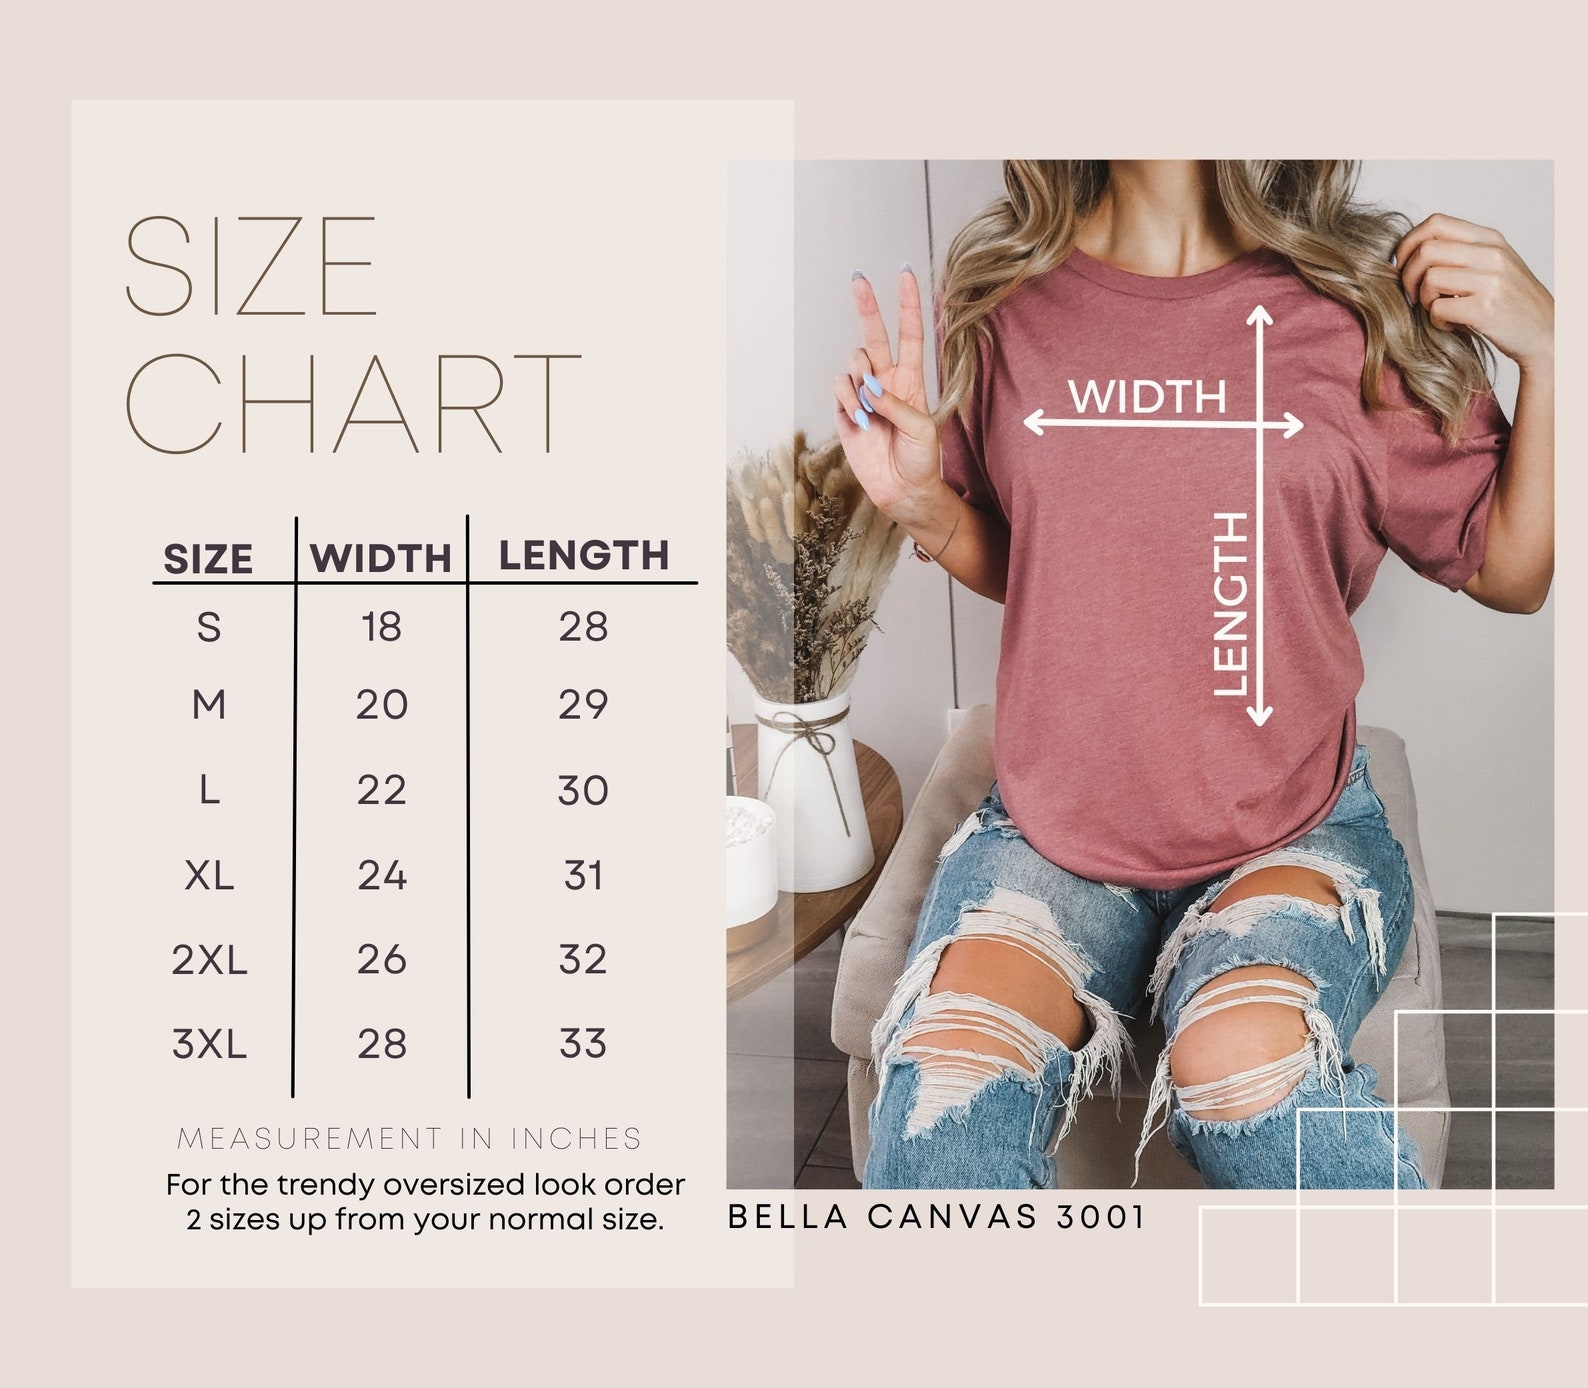 SIZE
CHART
SIZE WIDTH LENGTH
S 18 28
M 20 29
L 22 30
XL 24 31
2XL 26 32
3XL 28 33
MEASUREMENT IN INCHES
For the trendy oversized look order
2 sizes up from your normal size.
WIDTH
LENGTH
BELLA CANVAS 3001